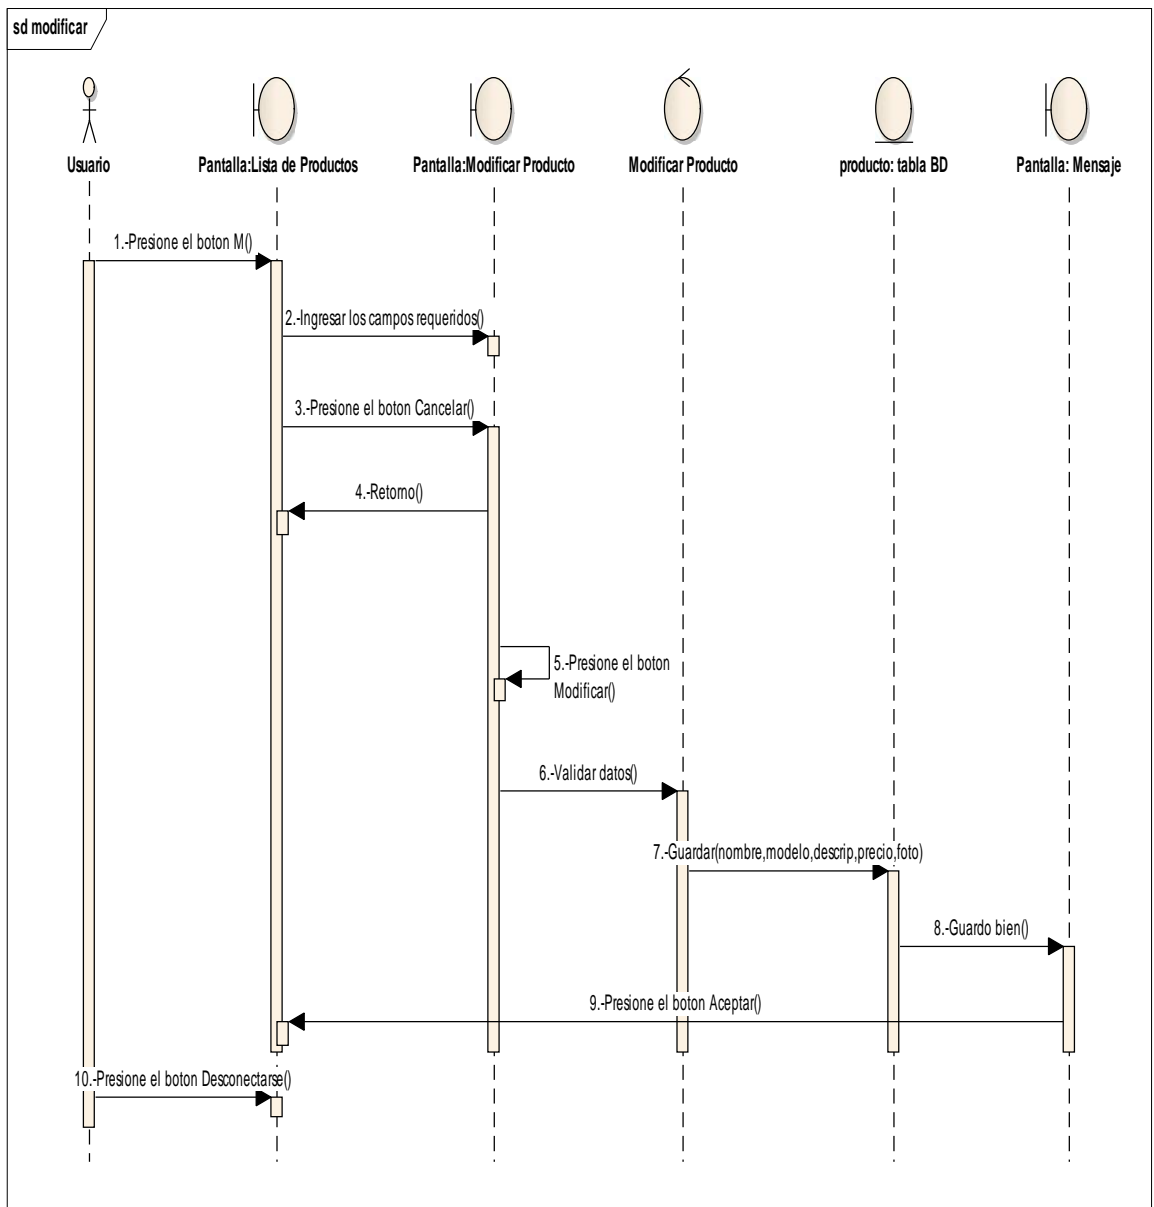 sd modificar
Usuario
Pantalla:Lista de Productos
Pantalla:Modificar Producto
Modificar Producto
producto: tabla BD
Pantalla: Mensaje
1.-Presione el boton M()
2.-Ingresar los campos requeridos()
3.-Presione el boton Cancelar()
4.-Retorno()
5.-Presione el boton
Modificar()
6.-Validar datos()
7.-Guardar(nombre,modelo,descrip,precio,foto)
8.-Guardo bien()
9.-Presione el boton Aceptar()
10.-Presione el boton Desconectarse()